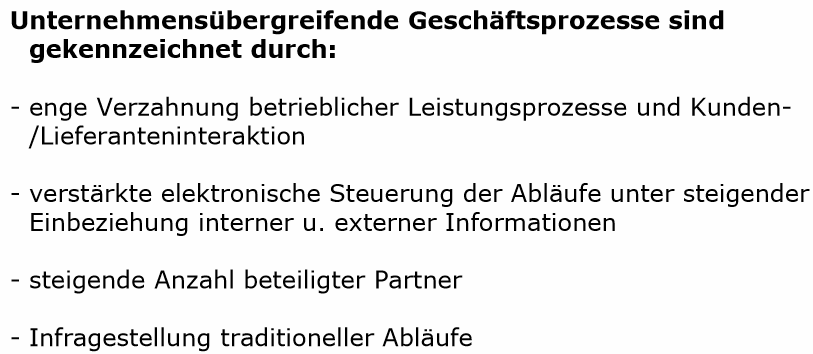 Unternehmensübergreifende Geschäftsprozesse sind
gekennzeichnet durch:
- enge Verzahnung betrieblicher Leistungsprozesse und Kunden-
/Lieferanteninteraktion
- verstärkte elektronische Steuerung der Abläufe unter steigender
Einbeziehung interner u. externer Informationen
- steigende Anzahl beteiligter Partner
- Infragestellung traditioneller Abläufe